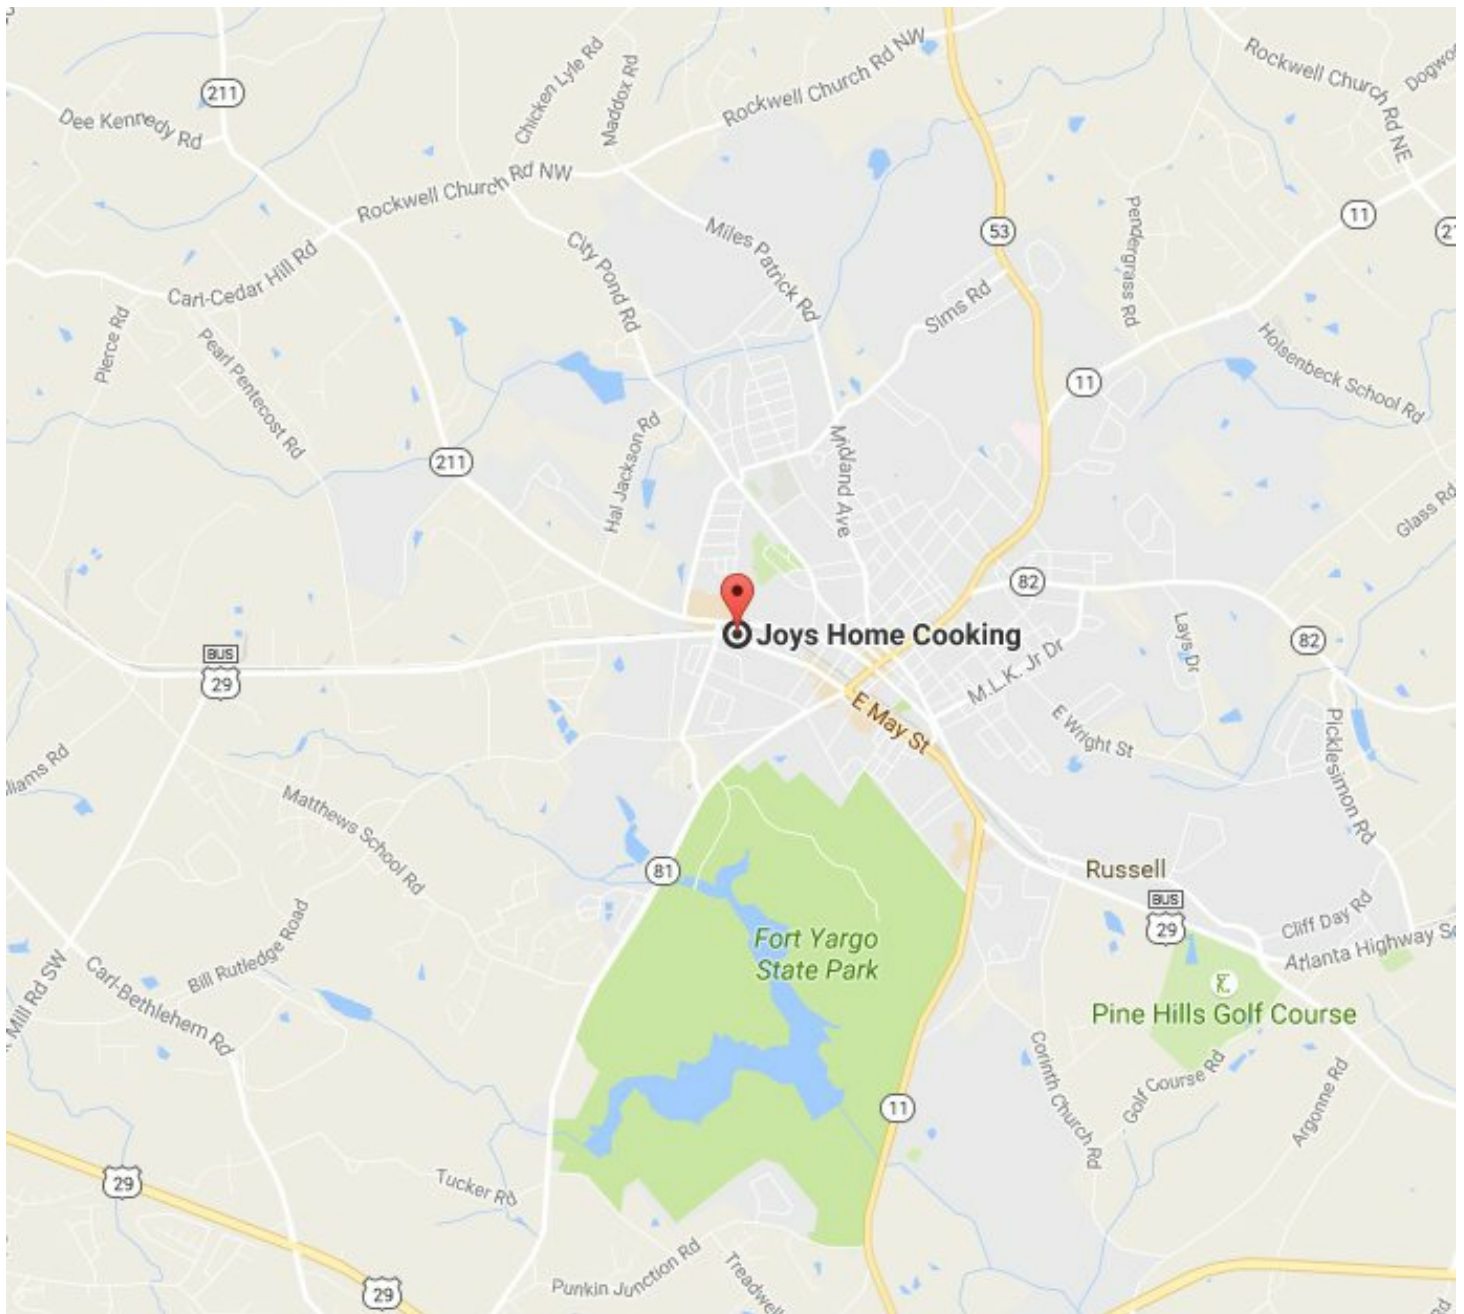 Chicken Lyle Rd
Maddox Rd
Rockwell Church Rd NW
Rockwell Church Rd NE
211
Dee Kennedy Rd
Rockwell Church Rd NW
Pendergrass Rd
11
53
Miles Patrick Rd
City Pond Rd
Carl-Cedar Hill Rd
Sims Rd
Pierce Rd
Pearl Pentecost Rd
Holsenbeck School Rd
11
Hal Jackson Rd
Midland Ave
211
Glass Rd
82
Joys Home Cooking
Lays Dr
82
BUS
29
M.L.K. Jr Dr
E May St
E Wright St
Picklesimon Rd
Matthews School Rd
81
Russell
BUS
29
Cliff Day Rd
Atlanta Highway
Bill Rutledge Road
Fort Yargo
State Park
Mill Rd SW
Carl-Bethlehem Rd
Pine Hills Golf Course
Corinth Church Rd
Golf Course Rd
Argonne Rd
11
29
Tucker Rd
Punkin Junction Rd
29